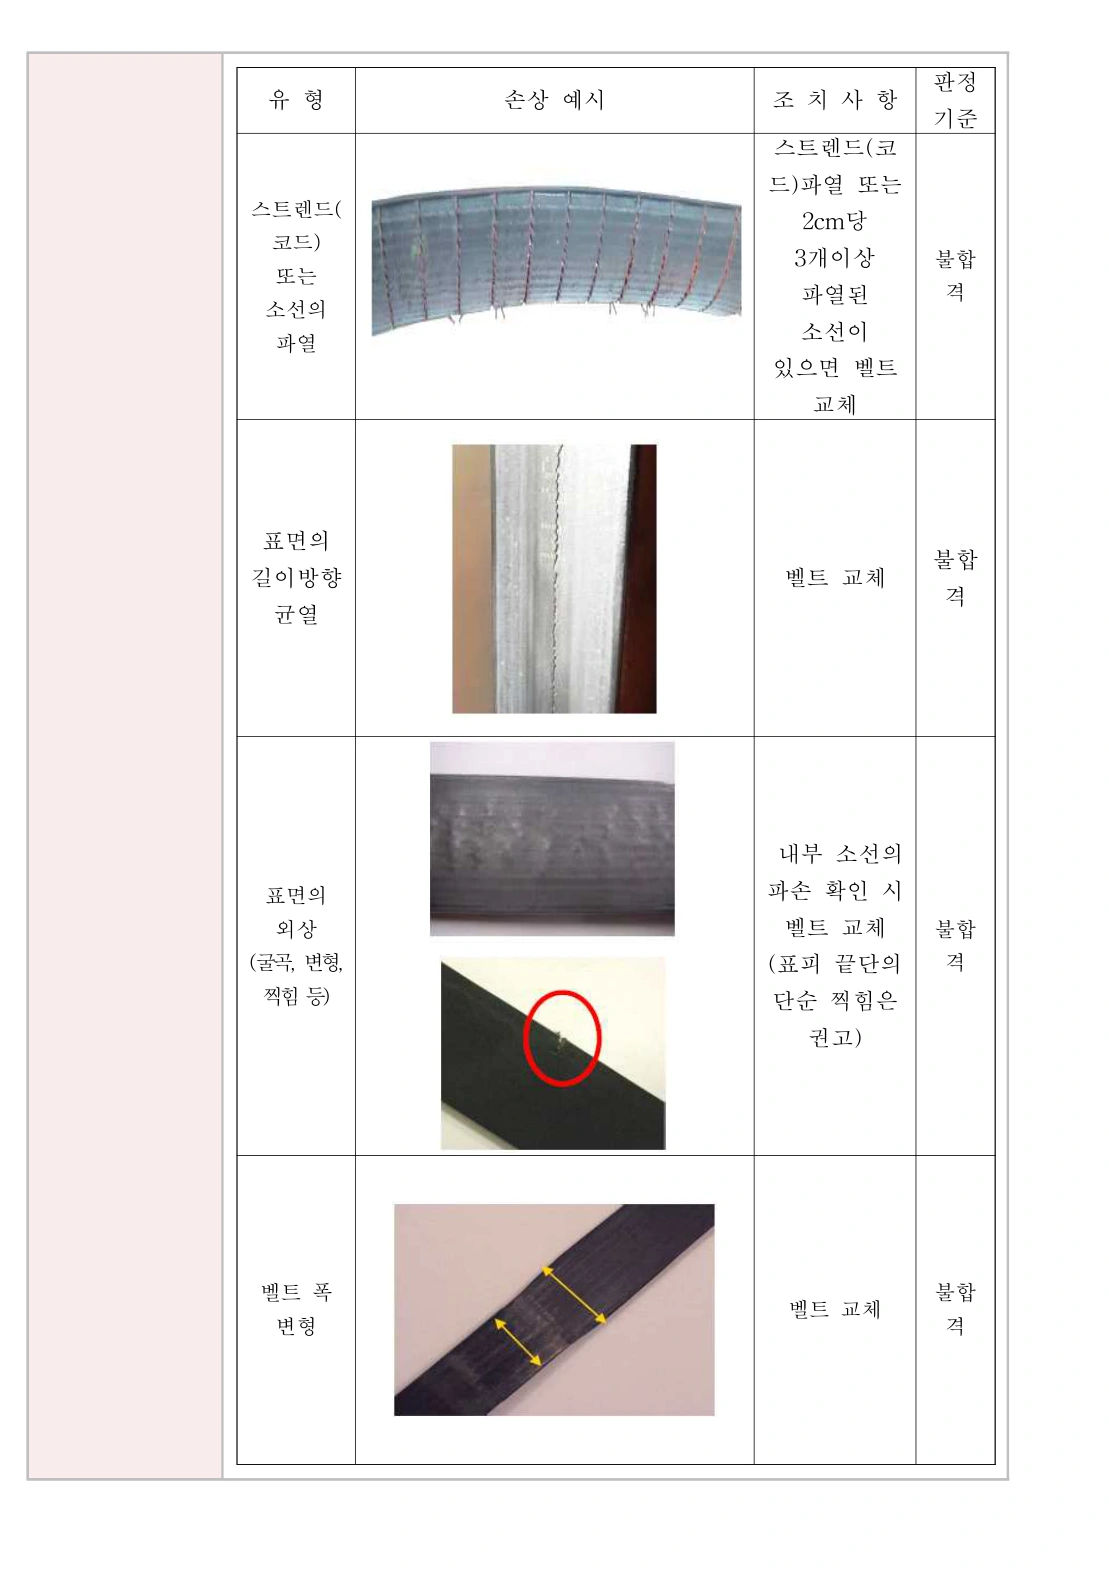 유 형
손상 예시
조 치 사 항
판정
기준
스트렌드(
코드)
또는
소선의
파열
스트렌드(코
드)파열 또는
2cm당
3개이상
파열된
소선이
있으면 벨트
교체
불합
격
표면의
길이방향
균열
벨트 교체
불합
격
표면의
외상
(굴곡, 변형,
찍힘 등)
내부 소선의
파손 확인 시
벨트 교체
(표피 끝단의
단순 찍힘은
권고)
불합
격
벨트 폭
변형
벨트 교체
불합
격